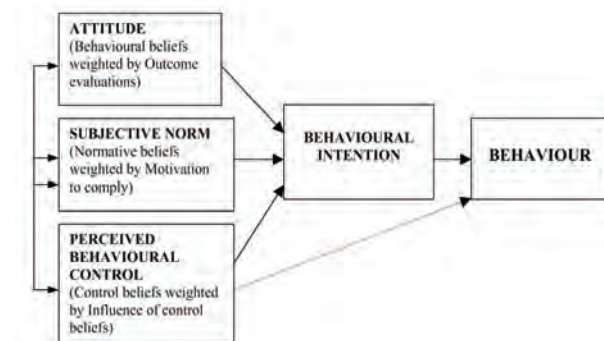 ATTITUDE
(Behavioural beliefs
weighted by Outcome
evaluations)
SUBJECTIVE NORM
(Normative beliefs
weighted by Motivation
to comply)
PERCEIVED
BEHAVIOURAL
CONTROL
(Control beliefs weighted
by Influence of control
beliefs)
BEHAVIOURAL
INTENTION
BEHAVIOUR